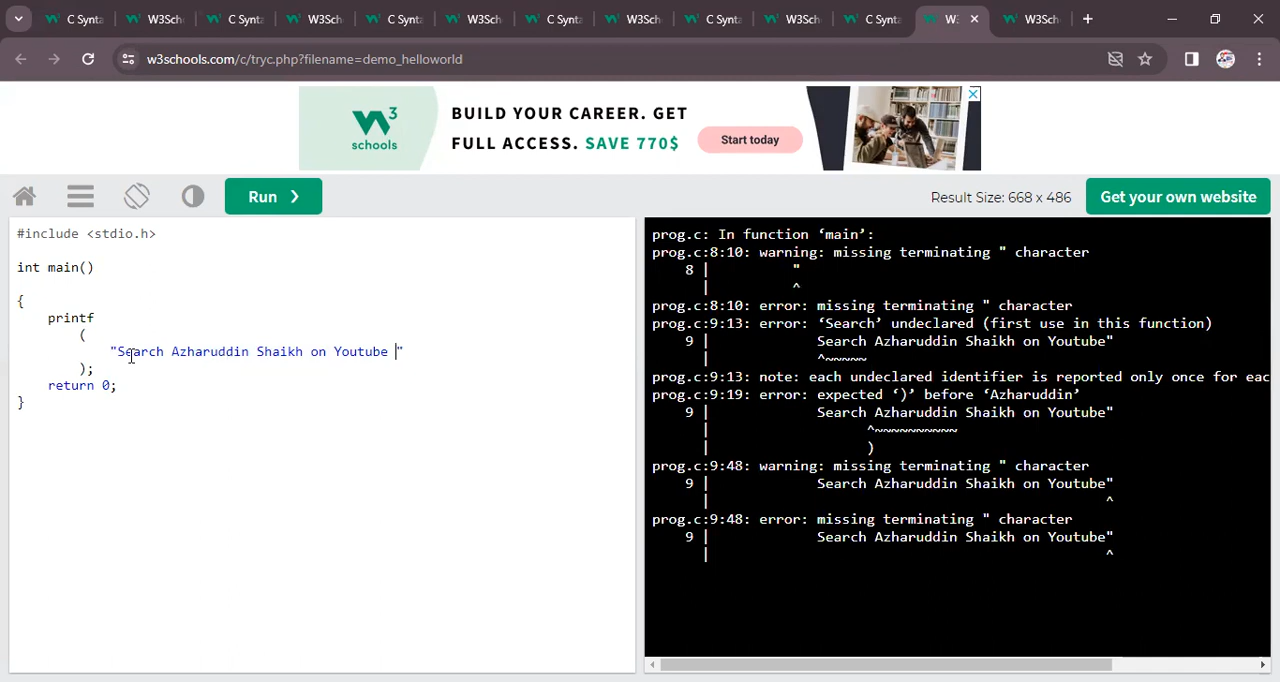 C Synta
W3Scho
C Synta
W3Scho
C Synta
W3Scho
C Synta
W3Scho
C Synta
W3Scho
C Synta
W3
W3Scho
w3schools.com/c/tryc.php?filename=demo_helloworld
W3
schools
BUILD YOUR CAREER. GET
FULL ACCESS. SAVE 770$
Start today
Run ❯
Result Size: 668 x 486
Get your own website
#include <stdio.h>
int main()
{
printf
(
"Search Azharuddin Shaikh on Youtube "
);
return 0;
}
prog.c: In function ‘main’:
prog.c:8:10: warning: missing terminating " character
8 | "
| ^
prog.c:8:10: error: missing terminating " character
prog.c:9:13: error: ‘Search’ undeclared (first use in this function)
9 | Search Azharuddin Shaikh on Youtube"
| ^~~~~~
prog.c:9:13: note: each undeclared identifier is reported only once for eac
prog.c:9:19: error: expected ‘)’ before ‘Azharuddin’
9 | Search Azharuddin Shaikh on Youtube"
| ^~~~~~~~~~~
| )
prog.c:9:48: warning: missing terminating " character
9 | Search Azharuddin Shaikh on Youtube"
| ^
prog.c:9:48: error: missing terminating " character
9 | Search Azharuddin Shaikh on Youtube"
| ^